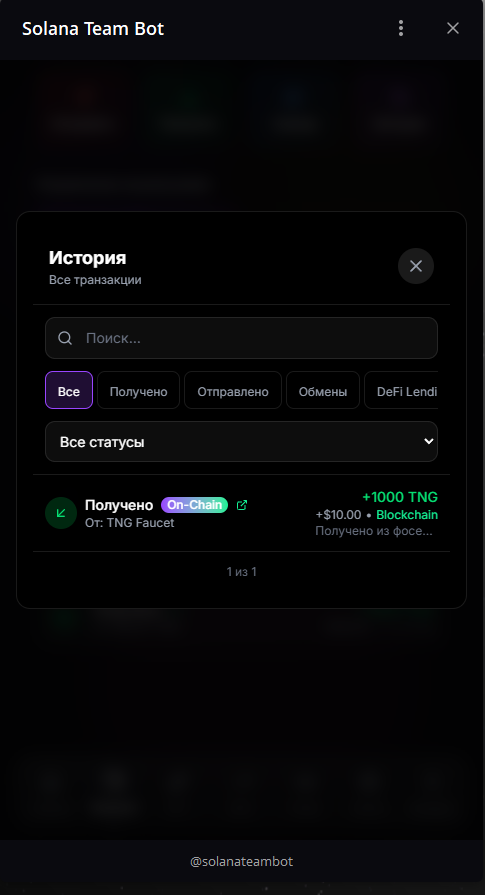 Solana Team Bot
История
Все транзакции
Поиск...
Все
Получено
Отправлено
Обмены
DeFi Lendi
Все статусы
Получено On-Chain
+1000 TNG
От: TNG Faucet
+$10.00 • Blockchain
Получено из фосе...
1 из 1
@solanateambot